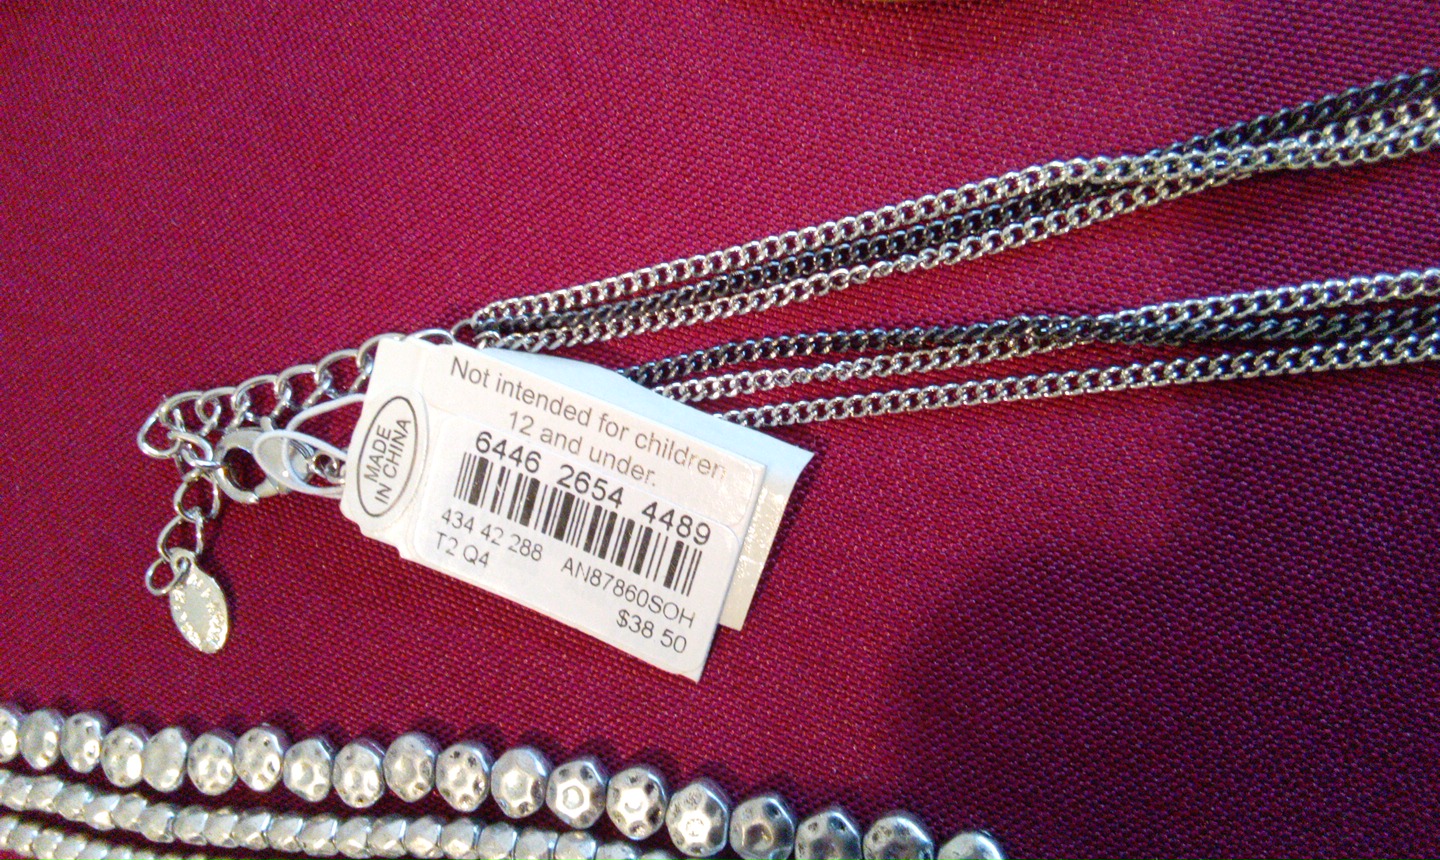 Not intended for children
12 and under.
MADE
IN CHINA
6446 2654 4489
434 42 288 AN87860SOH
T2 Q4
$38 50